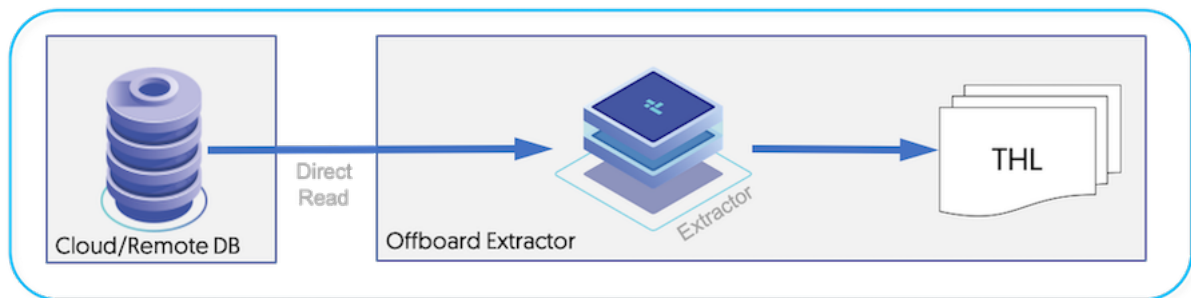 Cloud/Remote DB
Direct
Read
Offboard Extractor
Extractor
THL